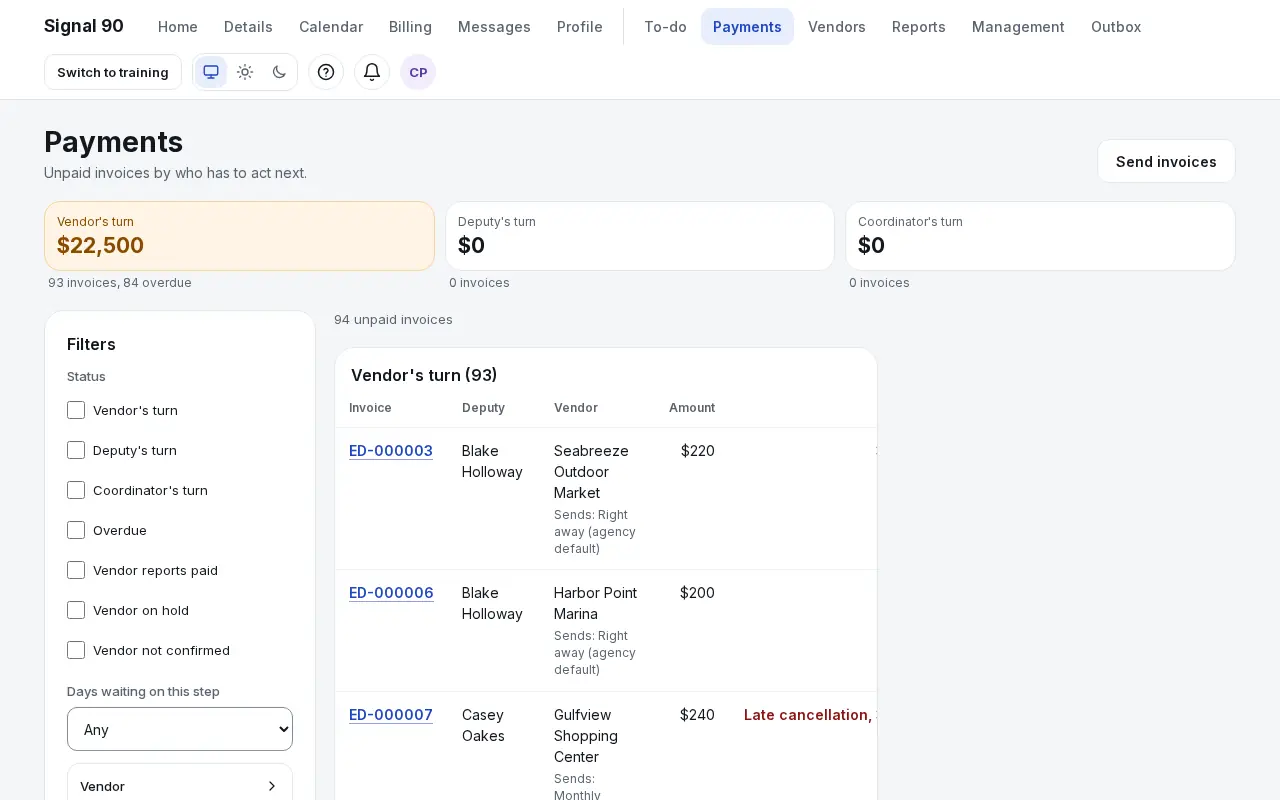 Signal 90
Home
Details
Calendar
Billing
Messages
Profile
To-do
Payments
Vendors
Reports
Management
Outbox
Switch to training
CP
Payments
Unpaid invoices by who has to act next.
Send invoices
Vendor's turn
$22,500
93 invoices, 84 overdue
Deputy's turn
$0
0 invoices
Coordinator's turn
$0
0 invoices
Filters
Status
Vendor's turn
Deputy's turn
Coordinator's turn
Overdue
Vendor reports paid
Vendor on hold
Vendor not confirmed
Days waiting on this step
Any
Vendor
94 unpaid invoices
Vendor's turn (93)
Invoice Deputy Vendor Amount
ED-000003
Blake
Holloway
Seabreeze
Outdoor
Market
Sends: Right
away (agency
default)
$220
ED-000006
Blake
Holloway
Harbor Point
Marina
Sends: Right
away (agency
default)
$200
ED-000007
Casey
Oakes
Gulfview
Shopping
Center
Sends:
Monthly
$240
Late cancellation,